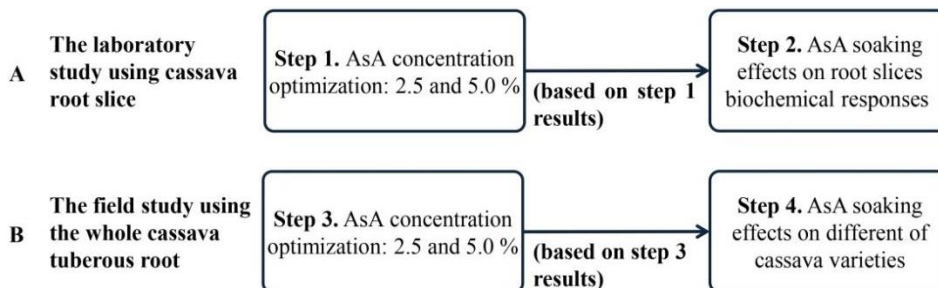 A
The laboratory
study using cassava
root slice
Step 1. AsA concentration
optimization: 2.5 and 5.0 %
(based on step 1
results)
Step 2. AsA soaking
effects on root slices
biochemical responses
B
The field study using
the whole cassava
tuberous root
Step 3. AsA concentration
optimization: 2.5 and 5.0 %
(based on step 3
results)
Step 4. AsA soaking
effects on different of
cassava varieties